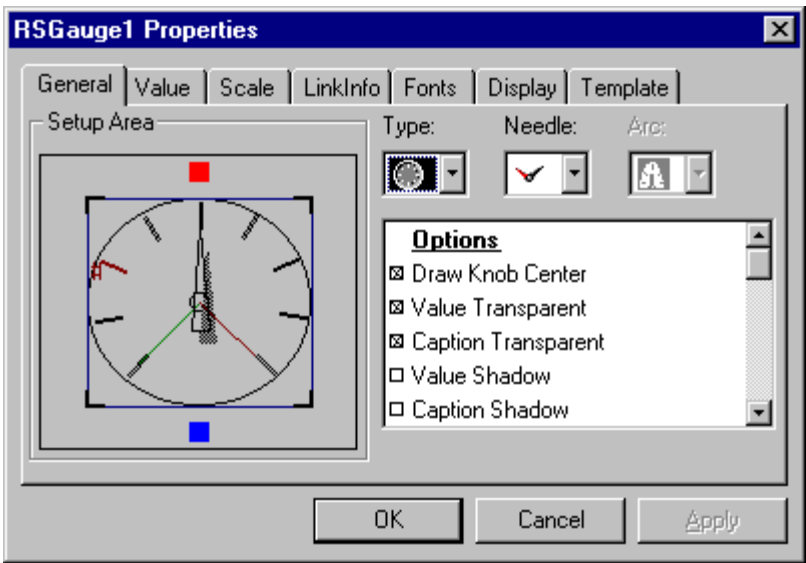 RSGauge1 Properties
General Value Scale LinkInfo Fonts Display Template
Setup Area
Type: Needle: Arc:
Options
Draw Knob Center
Value Transparent
Caption Transparent
Value Shadow
Caption Shadow
OK Cancel Apply